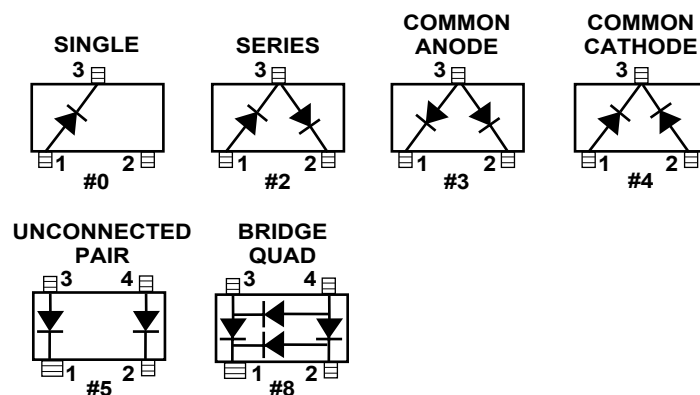 SINGLE
3
1 2
#0
SERIES
3
1 2
#2
COMMON
ANODE
3
1 2
#3
COMMON
CATHODE
3
1 2
#4
UNCONNECTED
PAIR
3 4
1 2
#5
BRIDGE
QUAD
3 4
1 2
#8